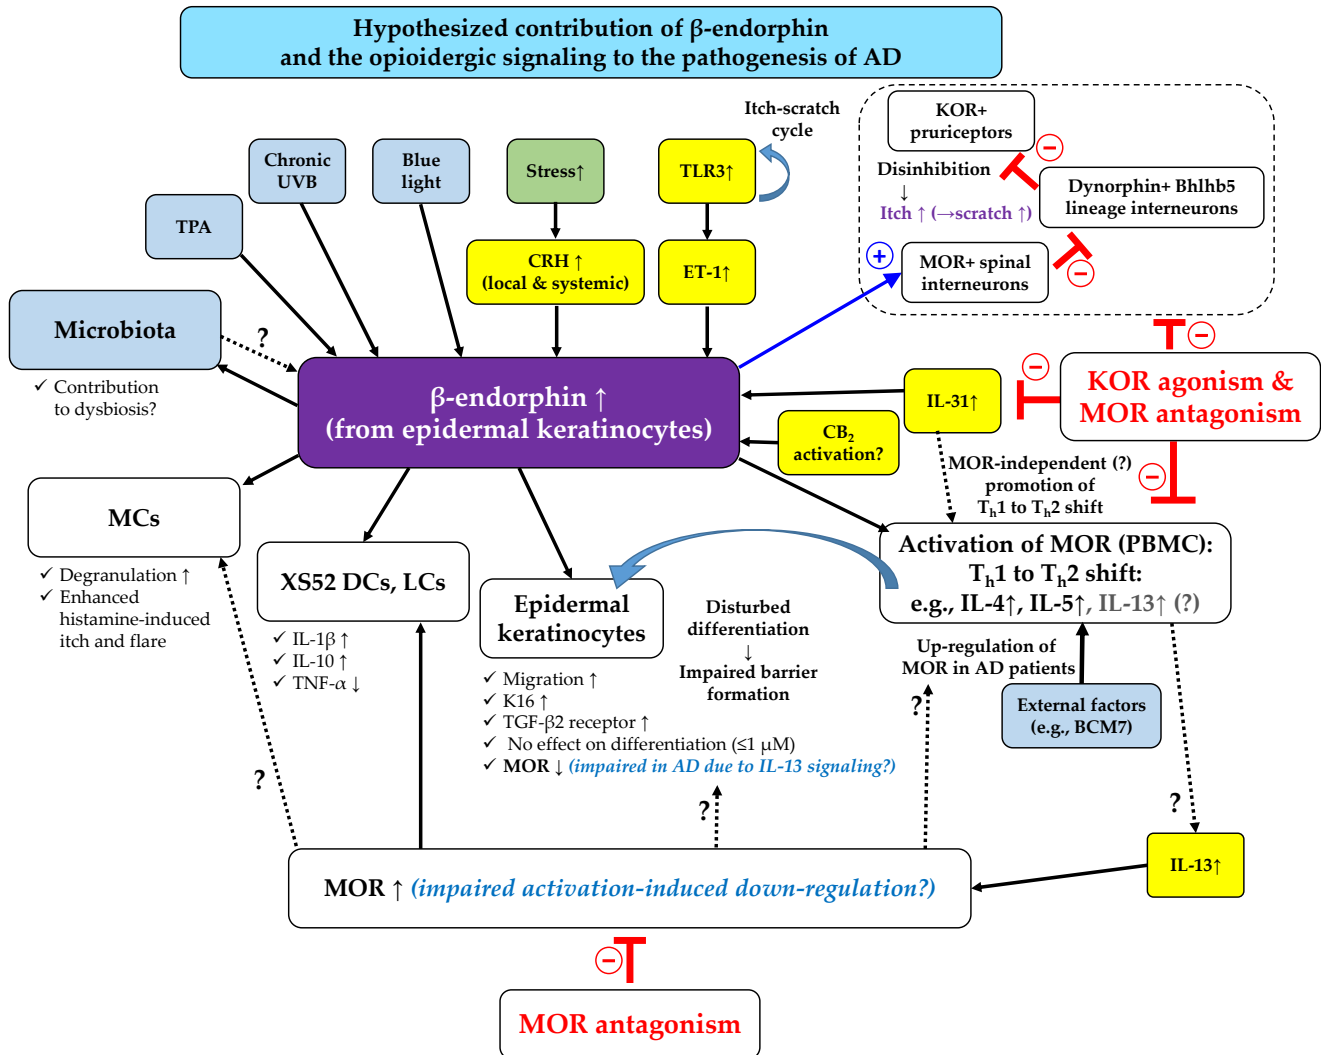 Hypothesized contribution of β-endorphin
and the opioidergic signaling to the pathogenesis of AD
Itch-scratch
cycle
KOR+
pruriceptors
−
Disinhibition
↓
Itch ↑ (→scratch ↑)
Dynorphin+ Bhlhb5
lineage interneurons
+
MOR+ spinal
interneurons
−
TPA
Chronic
UVB
Blue
light
Stress↑
TLR3↑
CRH ↑
(local & systemic)
ET-1↑
Microbiota
?
✓ Contribution
to dysbiosis?
β-endorphin ↑
(from epidermal keratinocytes)
IL-31↑
CB₂
activation?
−
−
KOR agonism &
MOR antagonism
−
MOR-independent (?)
promotion of
Tₕ1 to Tₕ2 shift
MCs
✓ Degranulation ↑
✓ Enhanced
histamine-induced
itch and flare
XS52 DCs, LCs
✓ IL-1β ↑
✓ IL-10 ↑
✓ TNF-α ↓
Epidermal
keratinocytes
✓ Migration ↑
✓ K16 ↑
✓ TGF-β2 receptor ↑
✓ No effect on differentiation (≤1 μM)
✓ MOR ↓ (impaired in AD due to IL-13 signaling?)
Disturbed
differentiation
↓
Impaired barrier
formation
Activation of MOR (PBMC):
Tₕ1 to Tₕ2 shift:
e.g., IL-4↑, IL-5↑, IL-13↑ (?)
Up-regulation of
MOR in AD patients
External factors
(e.g., BCM7)
?
?
?
?
IL-13↑
MOR ↑ (impaired activation-induced down-regulation?)
−
MOR antagonism